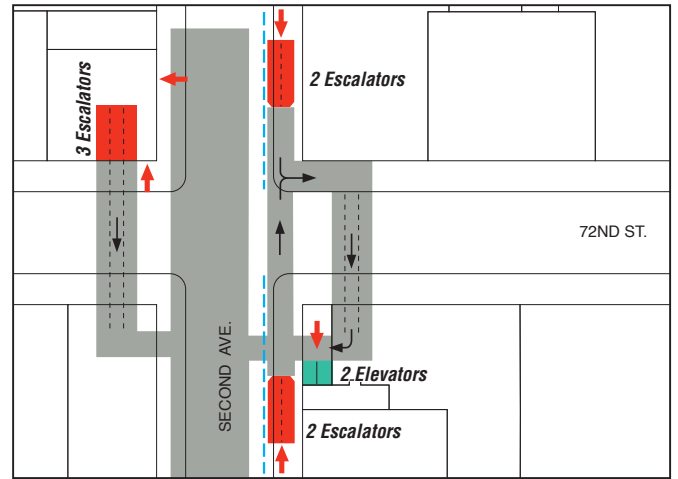 2 Escalators
3 Escalators
72ND ST.
SECOND AVE.
2 Elevators
2 Escalators